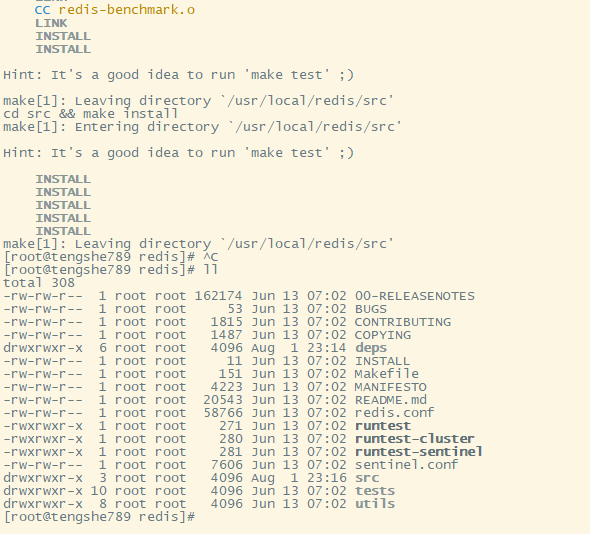 LINK
CC redis-benchmark.o
LINK
INSTALL
INSTALL
Hint: It's a good idea to run 'make test' ;)
make[1]: Leaving directory `/usr/local/redis/src'
cd src && make install
make[1]: Entering directory `/usr/local/redis/src'
Hint: It's a good idea to run 'make test' ;)
INSTALL
INSTALL
INSTALL
INSTALL
INSTALL
make[1]: Leaving directory `/usr/local/redis/src'
[root@tengshe789 redis]# ^C
[root@tengshe789 redis]# ll
total 308
-rw-rw-r--  1 root root 162174 Jun 13 07:02 00-RELEASENOTES
-rw-rw-r--  1 root root     53 Jun 13 07:02 BUGS
-rw-rw-r--  1 root root   1815 Jun 13 07:02 CONTRIBUTING
-rw-rw-r--  1 root root   1487 Jun 13 07:02 COPYING
drwxrwxr-x  6 root root   4096 Aug  1 23:14 deps
-rw-rw-r--  1 root root     11 Jun 13 07:02 INSTALL
-rw-rw-r--  1 root root    151 Jun 13 07:02 Makefile
-rw-rw-r--  1 root root   4223 Jun 13 07:02 MANIFESTO
-rw-rw-r--  1 root root  20543 Jun 13 07:02 README.md
-rw-rw-r--  1 root root  58766 Jun 13 07:02 redis.conf
-rwxrwxr-x  1 root root    271 Jun 13 07:02 runtest
-rwxrwxr-x  1 root root    280 Jun 13 07:02 runtest-cluster
-rwxrwxr-x  1 root root    281 Jun 13 07:02 runtest-sentinel
-rw-rw-r--  1 root root   7606 Jun 13 07:02 sentinel.conf
drwxrwxr-x  3 root root   4096 Aug  1 23:16 src
drwxrwxr-x 10 root root   4096 Jun 13 07:02 tests
drwxrwxr-x  8 root root   4096 Jun 13 07:02 utils
[root@tengshe789 redis]#